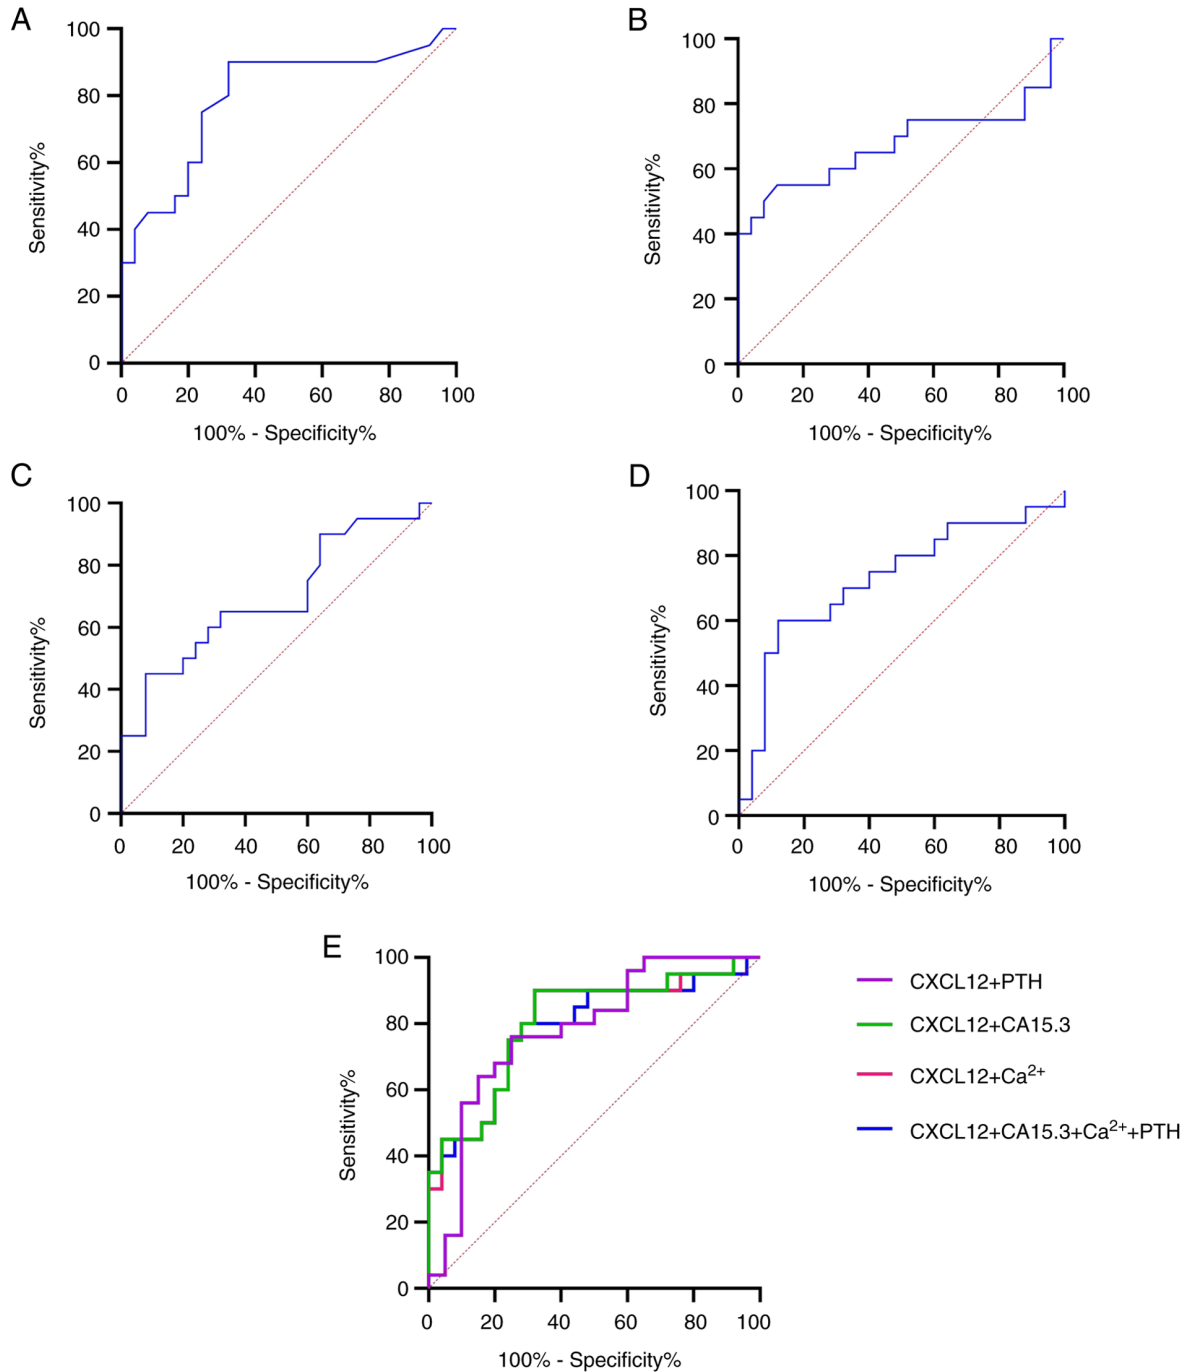 A
100
80
60
40
20
0
Sensitivity%
0 20 40 60 80 100
100% - Specificity%
B
100
80
60
40
20
0
Sensitivity%
0 20 40 60 80 100
100% - Specificity%
C
100
80
60
40
20
0
Sensitivity%
0 20 40 60 80 100
100% - Specificity%
D
100
80
60
40
20
0
Sensitivity%
0 20 40 60 80 100
100% - Specificity%
E
100
80
60
40
20
0
Sensitivity%
0 20 40 60 80 100
100% - Specificity%
CXCL12+PTH
CXCL12+CA15.3
CXCL12+Ca²⁺
CXCL12+CA15.3+Ca²⁺+PTH